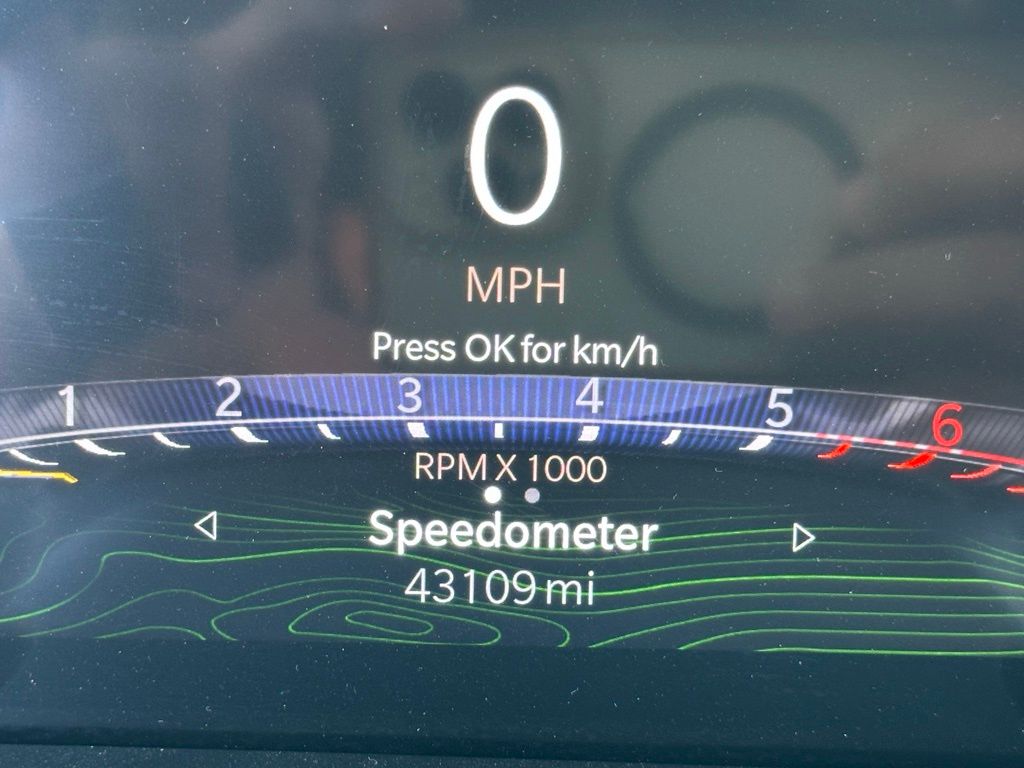 0
MPH
Press OK for km/h
1 2 3 4 5 6
RPM X 1000
Speedometer
43109 mi